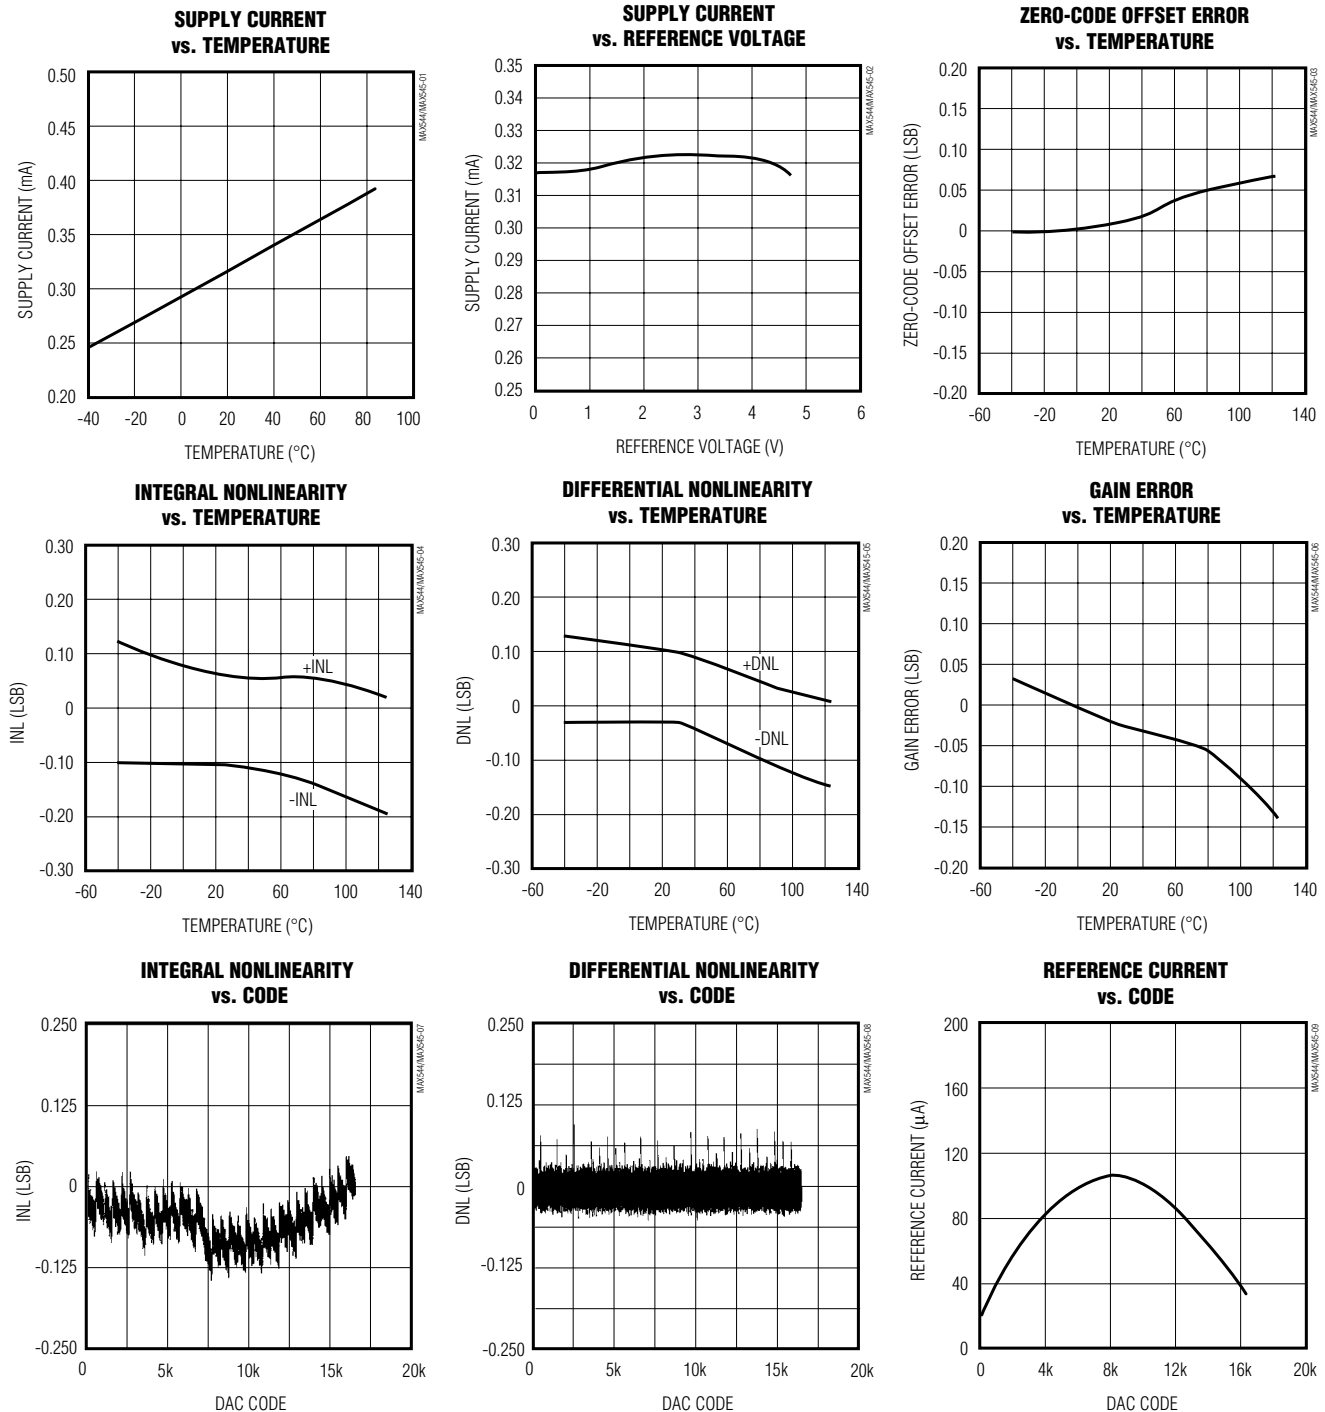 SUPPLY CURRENT
vs. TEMPERATURE
0.50
0.45
0.40
0.35
0.30
0.25
0.20
-40 -20 0 20 40 60 80 100
SUPPLY CURRENT (mA)
TEMPERATURE (°C)
MAX544/MAX545-01
SUPPLY CURRENT
vs. REFERENCE VOLTAGE
0.35
0.34
0.33
0.32
0.31
0.30
0.29
0.28
0.27
0.26
0.25
0 1 2 3 4 5 6
SUPPLY CURRENT (mA)
REFERENCE VOLTAGE (V)
MAX544/MAX545-02
ZERO-CODE OFFSET ERROR
vs. TEMPERATURE
0.20
0.15
0.10
0.05
0
-0.05
-0.10
-0.15
-0.20
-60 -20 20 60 100 140
ZERO-CODE OFFSET ERROR (LSB)
TEMPERATURE (°C)
MAX544/MAX545-03
INTEGRAL NONLINEARITY
vs. TEMPERATURE
0.30
0.20
0.10
0
-0.10
-0.20
-0.30
+INL
-INL
-60 -20 20 60 100 140
INL (LSB)
TEMPERATURE (°C)
MAX544/MAX545-04
DIFFERENTIAL NONLINEARITY
vs. TEMPERATURE
0.30
0.20
0.10
0
-0.10
-0.20
-0.30
+DNL
-DNL
-60 -20 20 60 100 140
DNL (LSB)
TEMPERATURE (°C)
MAX544/MAX545-05
GAIN ERROR
vs. TEMPERATURE
0.20
0.15
0.10
0.05
0
-0.05
-0.10
-0.15
-0.20
-60 -20 20 60 100 140
GAIN ERROR (LSB)
TEMPERATURE (°C)
MAX544/MAX545-06
INTEGRAL NONLINEARITY
vs. CODE
0.250
0.125
0
-0.125
-0.250
0 5k 10k 15k 20k
INL (LSB)
DAC CODE
MAX544/MAX545-07
DIFFERENTIAL NONLINEARITY
vs. CODE
0.250
0.125
0
-0.125
-0.250
0 5k 10k 15k 20k
DNL (LSB)
DAC CODE
MAX544/MAX545-08
REFERENCE CURRENT
vs. CODE
200
160
120
80
40
0
0 4k 8k 12k 16k 20k
REFERENCE CURRENT (µA)
DAC CODE
MAX544/MAX545-09